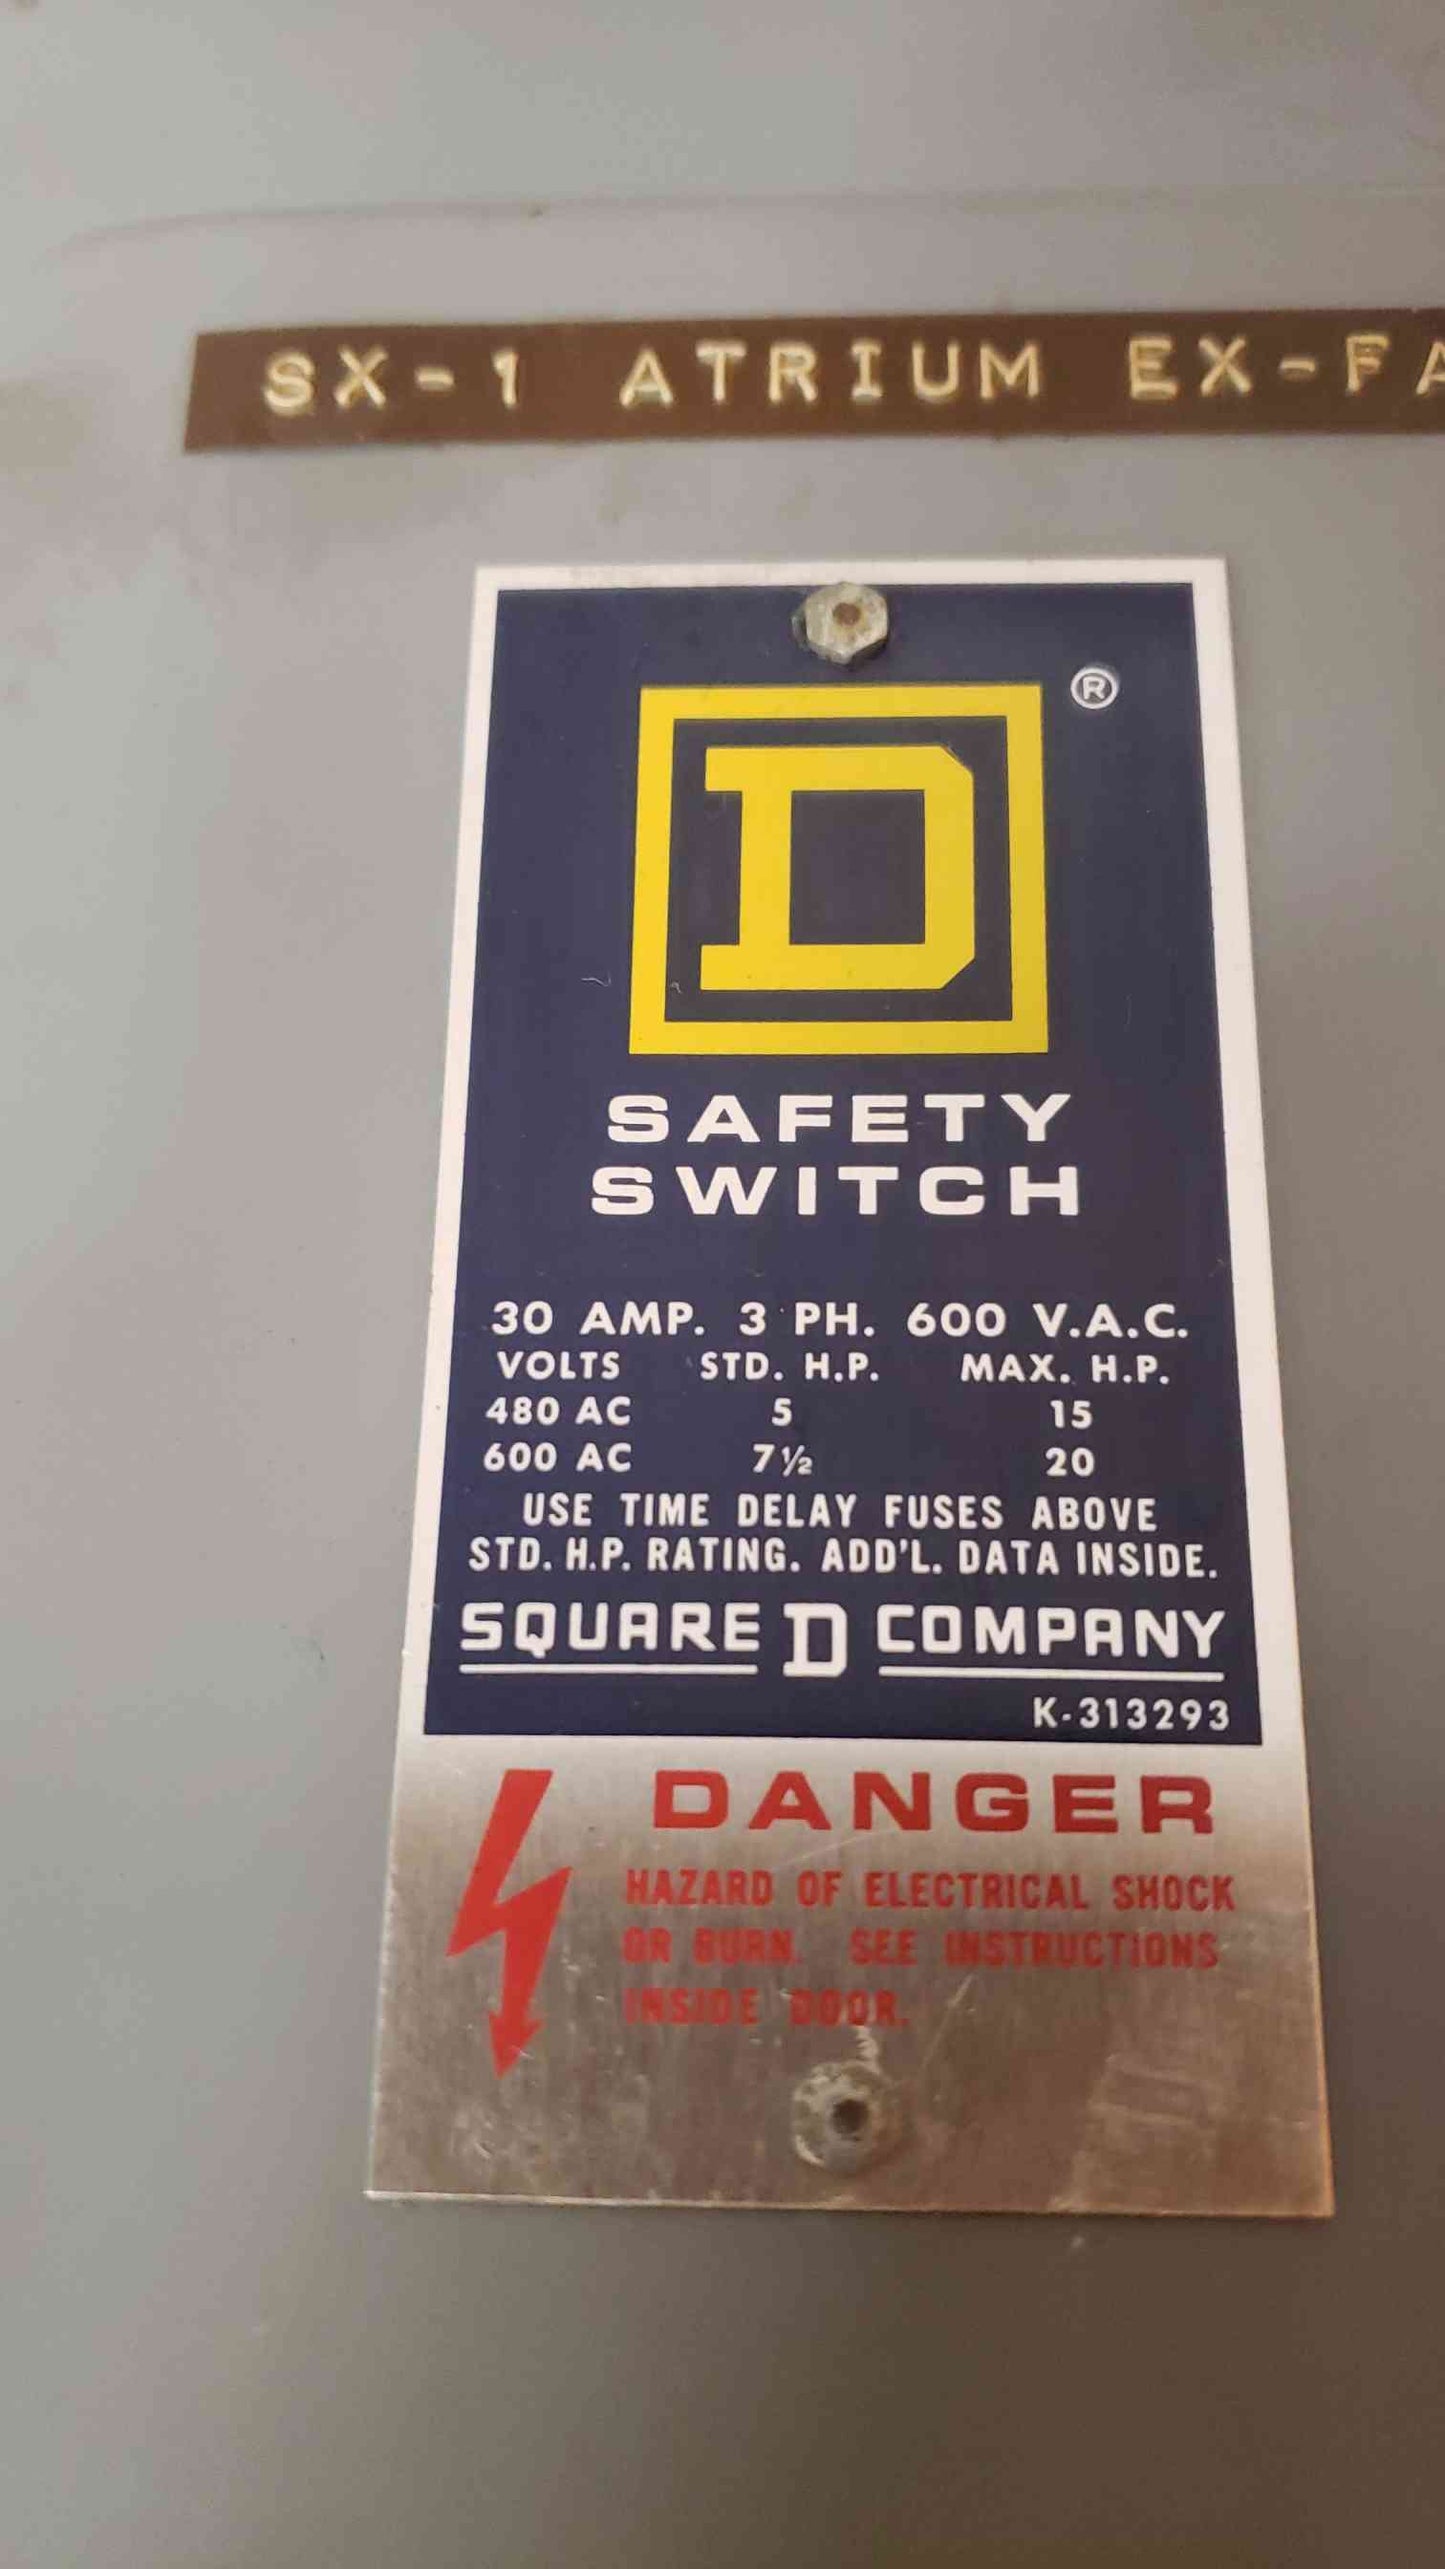 SX-1 ATRIUM EX-FA
D ®
SAFETY
SWITCH
30 AMP. 3 PH. 600 V.A.C.
VOLTS STD. H.P. MAX. H.P.
480 AC 5 15
600 AC 7½ 20
USE TIME DELAY FUSES ABOVE
STD. H.P. RATING. ADD'L. DATA INSIDE.
SQUARE D COMPANY
K-313293
DANGER
HAZARD OF ELECTRICAL SHOCK
OR BURN. SEE INSTRUCTIONS
INSIDE DOOR.